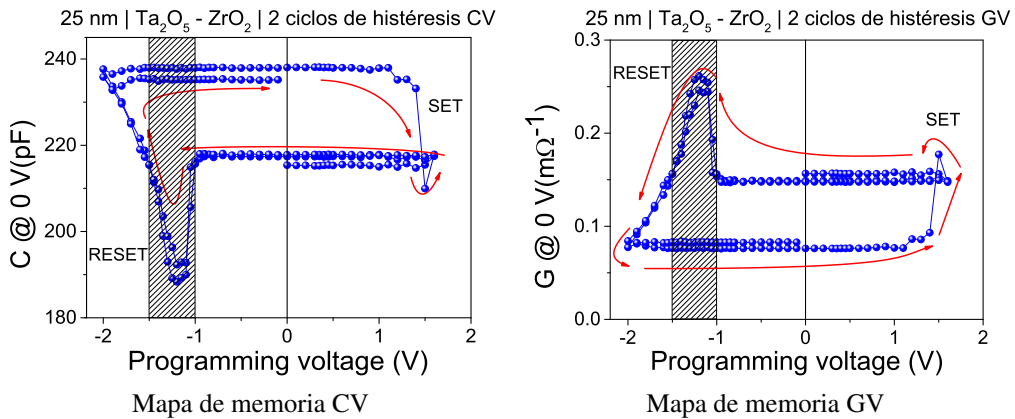 25 nm | Ta₂O₅ - ZrO₂ | 2 ciclos de histéresis CV
240
220
200
180
C @ 0 V(pF)
SET
RESET
-2
-1
0
1
2
Programming voltage (V)
Mapa de memoria CV
25 nm | Ta₂O₅ - ZrO₂ | 2 ciclos de histéresis GV
0.3
0.2
0.1
0.0
G @ 0 V(mΩ⁻¹)
RESET
SET
-2
-1
0
1
2
Programming voltage (V)
Mapa de memoria GV